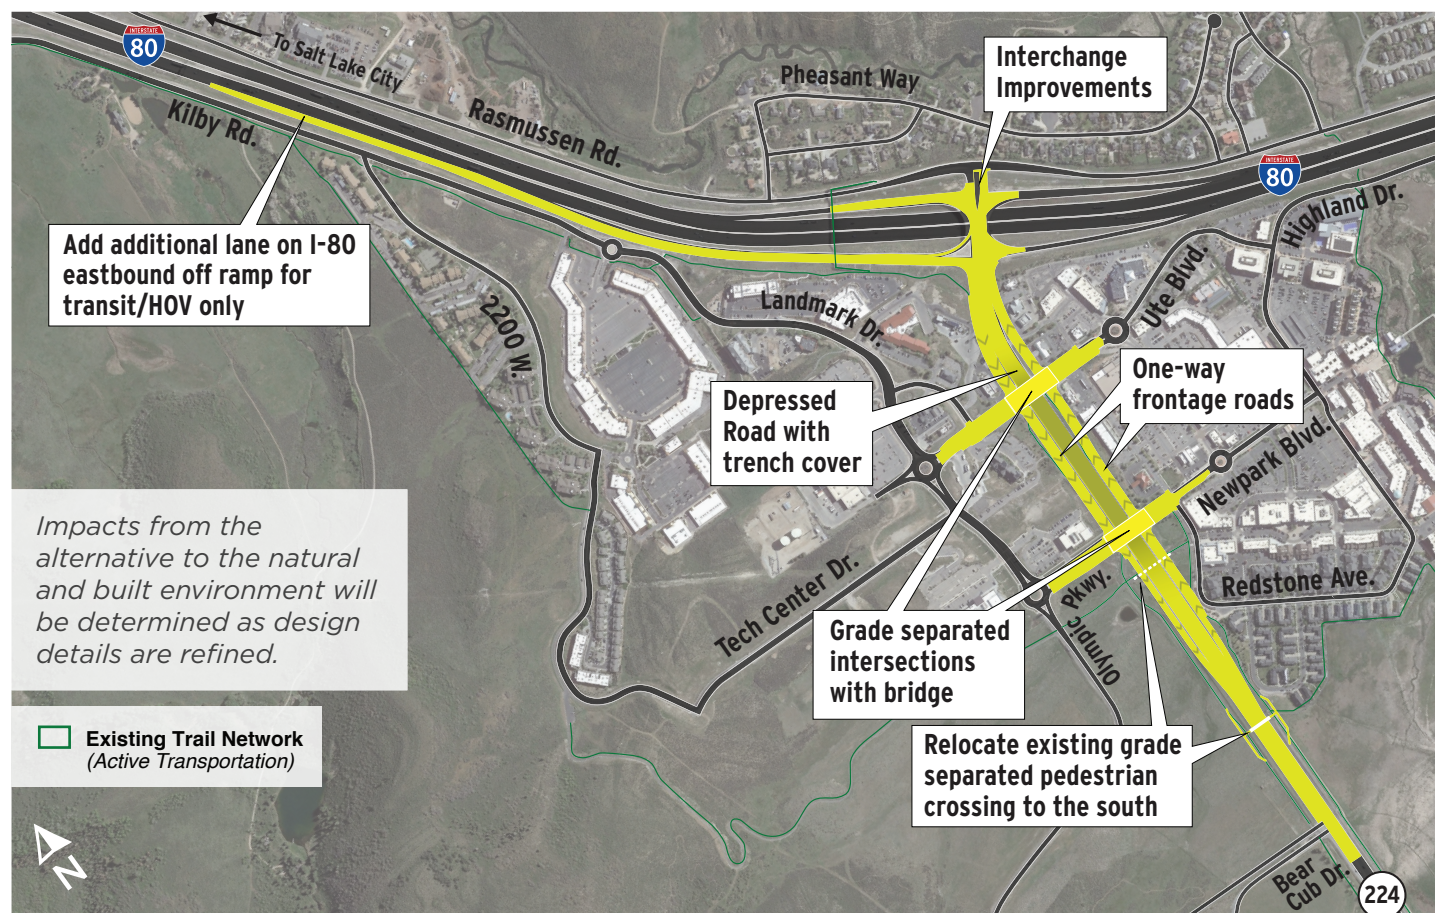 INTERSTATE
80
To Salt Lake City
Kilby Rd.
Rasmussen Rd.
Pheasant Way
Interchange
Improvements
INTERSTATE
80
Highland Dr.
Add additional lane on I-80
eastbound off ramp for
transit/HOV only
2200 W.
Landmark Dr.
Ute Blvd.
Depressed
Road with
trench cover
One-way
frontage roads
Newpark Blvd.
Impacts from the
alternative to the natural
and built environment will
be determined as design
details are refined.
Tech Center Dr.
Olympic Pkwy.
Redstone Ave.
Grade separated
intersections
with bridge
Existing Trail Network
(Active Transportation)
Relocate existing grade
separated pedestrian
crossing to the south
N
Bear
Cub Dr.
224